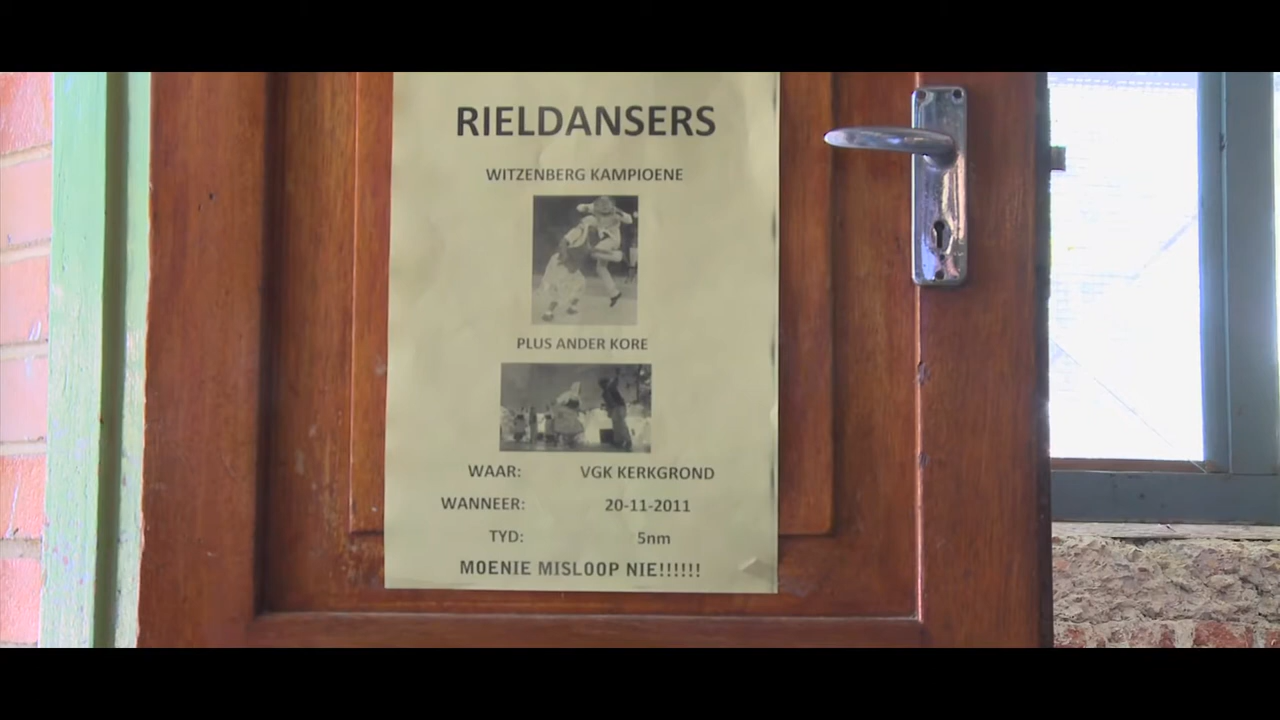 RIELDANSERS
WITZENBERG KAMPIOENE
PLUS ANDER KORE
WAAR: VGK KERKGROND
WANNEER: 20-11-2011
TYD: 5nm
MOENIE MISLOOP NIE!!!!!!